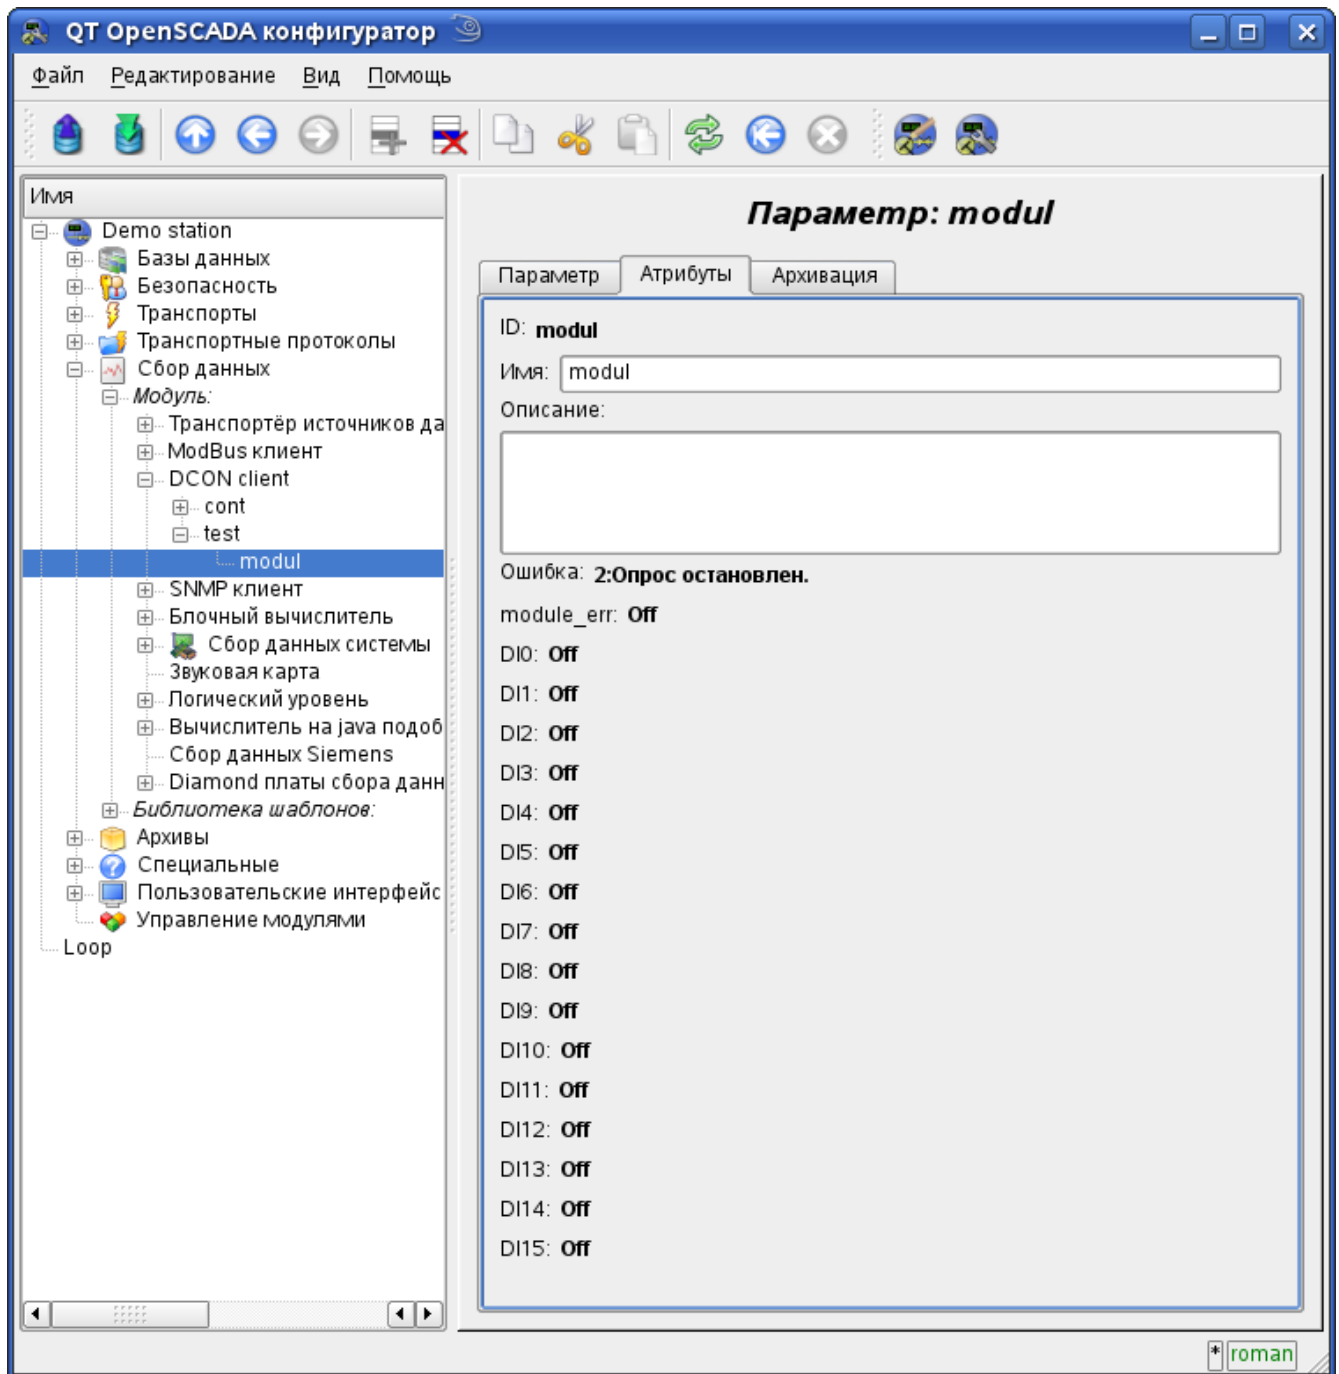 QT OpenSCADA конфигуратор
Файл Редактирование Вид Помощь
Имя
Demo station
Базы данных
Безопасность
Транспорты
Транспортные протоколы
Сбор данных
Модуль:
Транспортёр источников да
ModBus клиент
DCON client
cont
test
modul
SNMP клиент
Блочный вычислитель
Сбор данных системы
Звуковая карта
Логический уровень
Вычислитель на java подоб
Сбор данных Siemens
Diamond платы сбора данн
Библиотека шаблонов:
Архивы
Специальные
Пользовательские интерфейс
Управление модулями
Loop
Параметр: modul
Параметр Атрибуты Архивация
ID: modul
Имя: modul
Описание:
Ошибка: 2:Опрос остановлен.
module_err: Off
DI0: Off
DI1: Off
DI2: Off
DI3: Off
DI4: Off
DI5: Off
DI6: Off
DI7: Off
DI8: Off
DI9: Off
DI10: Off
DI11: Off
DI12: Off
DI13: Off
DI14: Off
DI15: Off
* roman